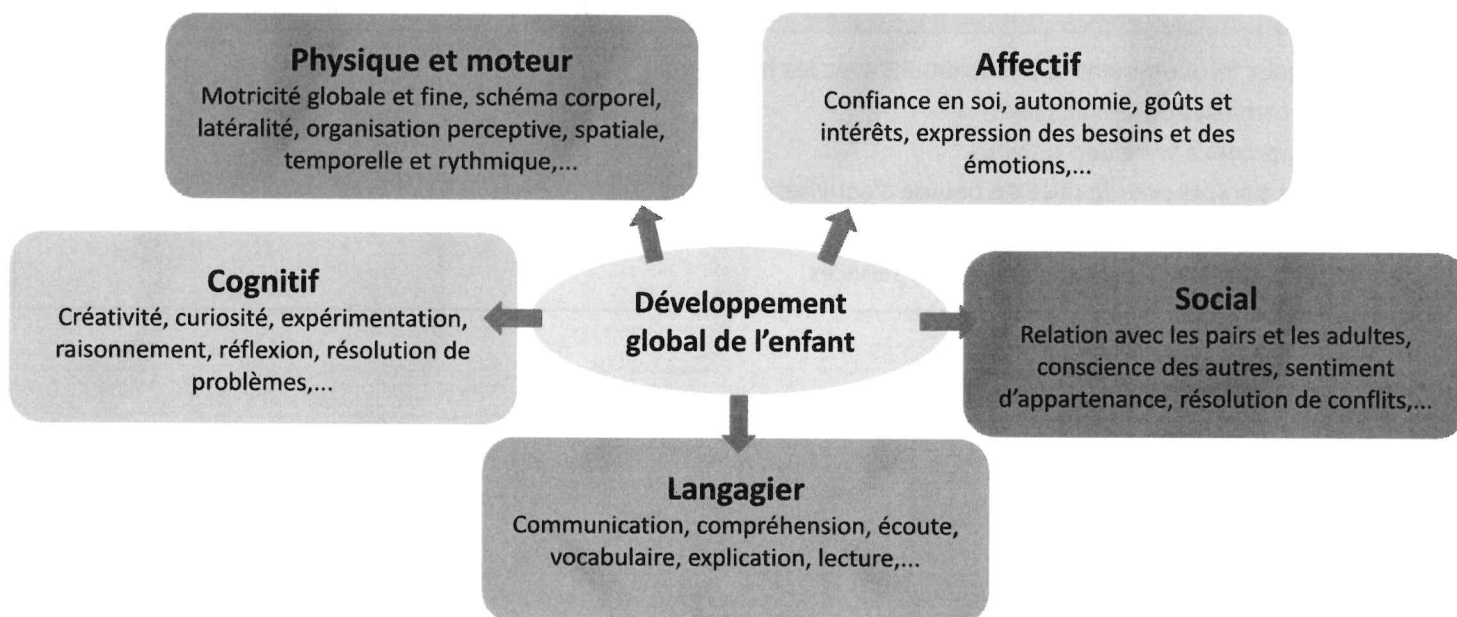 Physique et moteur
Motricité globale et fine, schéma corporel,
latéralité, organisation perceptive, spatiale,
temporelle et rythmique,...
Affectif
Confiance en soi, autonomie, goûts et
intérêts, expression des besoins et des
émotions,...
Cognitif
Créativité, curiosité, expérimentation,
raisonnement, réflexion, résolution de
problèmes,...
Développement
global de l'enfant
Social
Relation avec les pairs et les adultes,
conscience des autres, sentiment
d'appartenance, résolution de conflits,...
Langagier
Communication, compréhension, écoute,
vocabulaire, explication, lecture,...